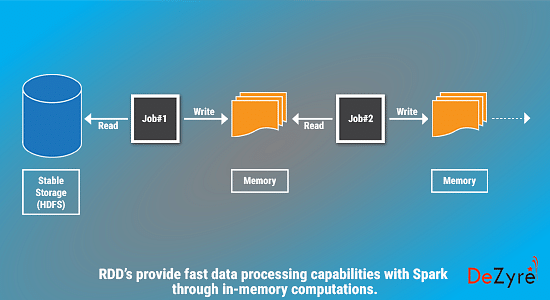 Job#1
Write
Job#2
Write
Read
Read
Stable
Storage
(HDFS)
Memory
Memory
RDD's provide fast data processing capabilities with Spark
through in-memory computations.
DeZyre